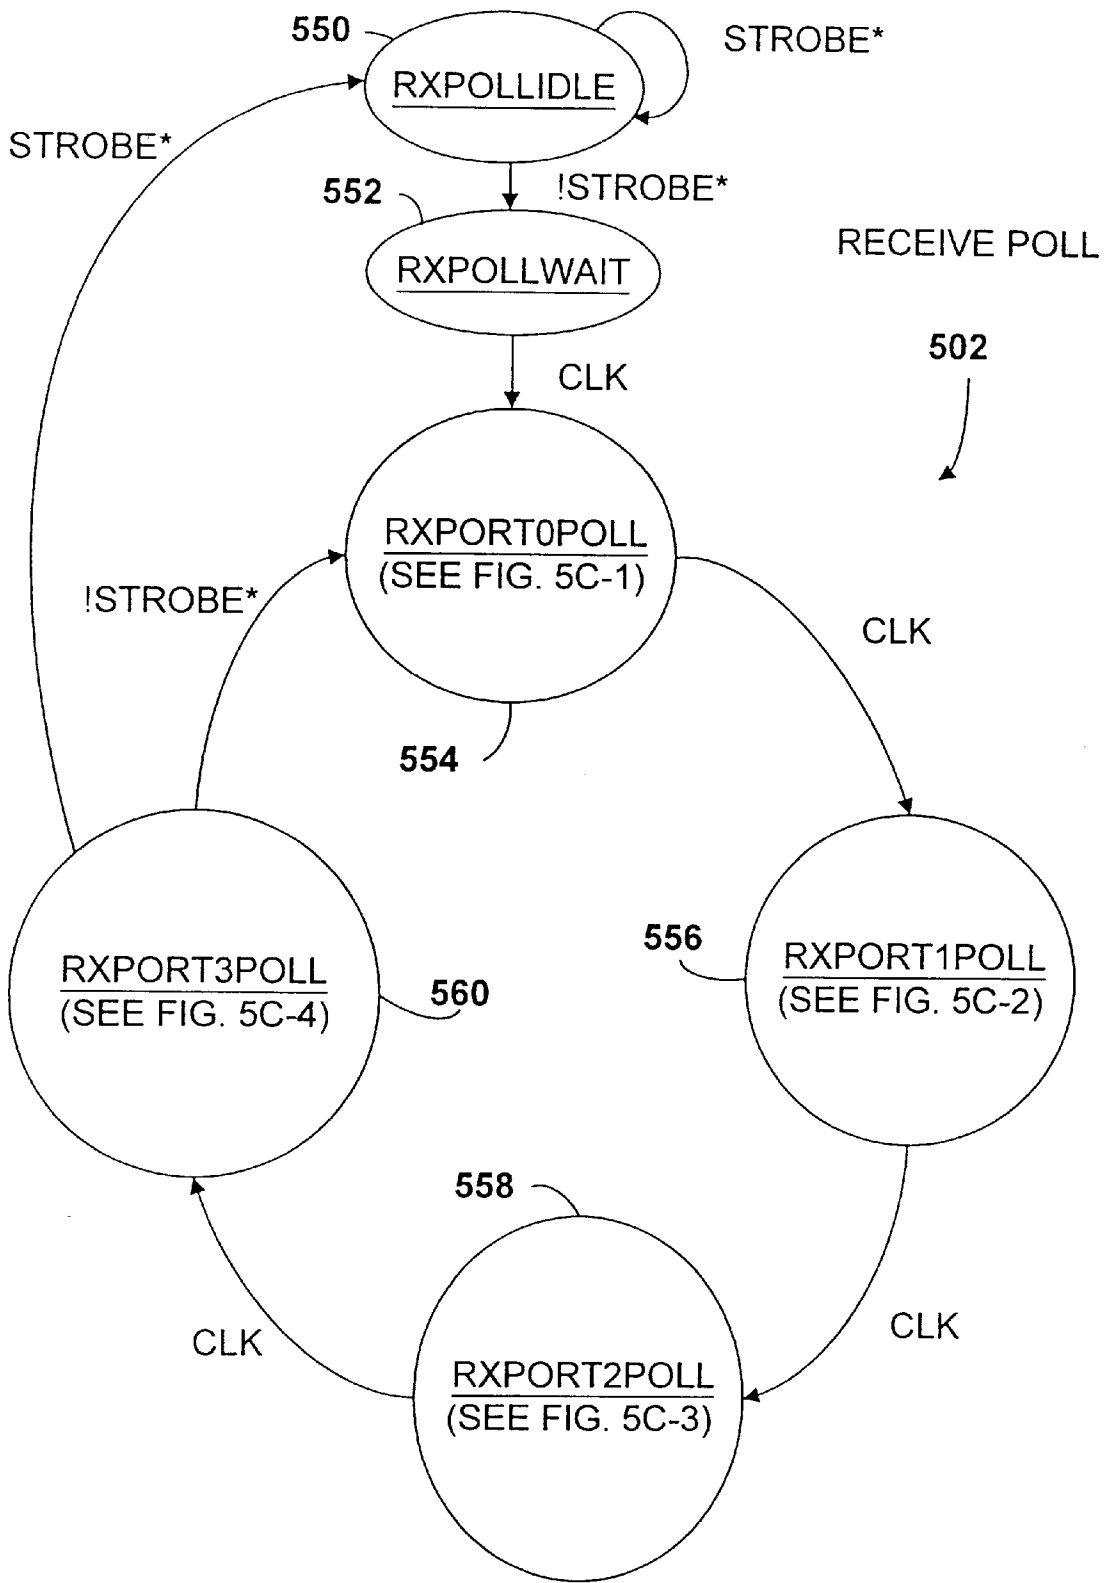 550
STROBE*
RXPOLLIDLE
STROBE*
552
!STROBE*
RECEIVE POLL
RXPOLLWAIT
502
CLK
RXPORT0POLL
(SEE FIG. 5C-1)
!STROBE*
CLK
554
556
RXPORT1POLL
(SEE FIG. 5C-2)
RXPORT3POLL
(SEE FIG. 5C-4)
560
558
CLK
CLK
RXPORT2POLL
(SEE FIG. 5C-3)